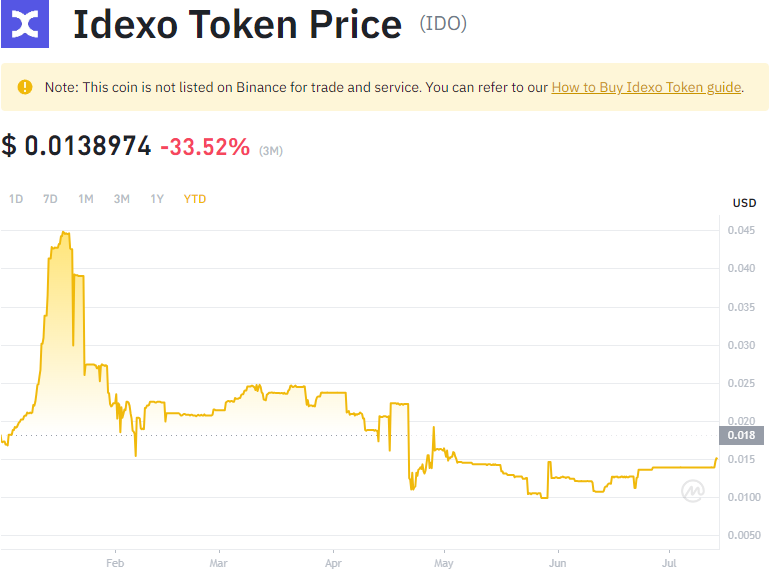 Idexo Token Price (IDO)
Note: This coin is not listed on Binance for trade and service. You can refer to our How to Buy Idexo Token guide.
$ 0.0138974 -33.52% (3M)
1D 7D 1M 3M 1Y YTD
USD
0.045
0.040
0.035
0.030
0.025
0.020
0.018
0.015
0.0100
0.0050
Feb Mar Apr May Jun Jul